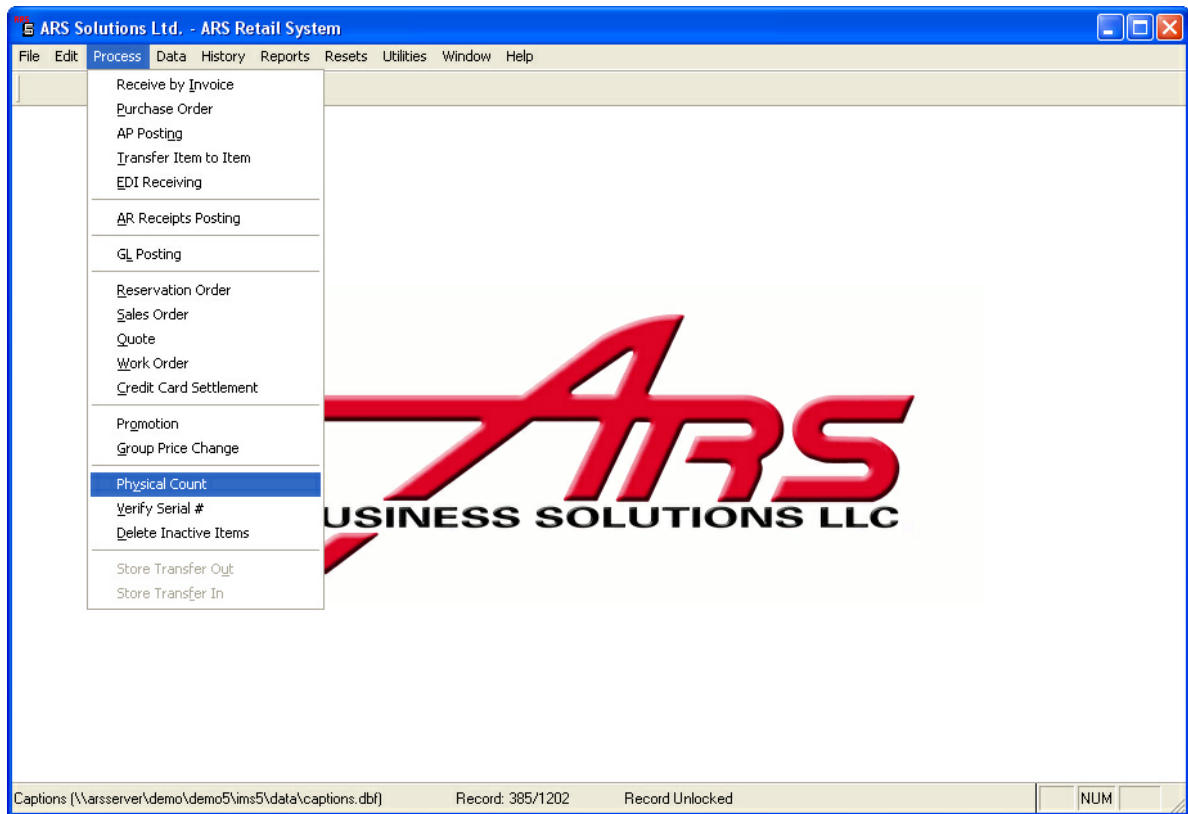 ARS Solutions Ltd. - ARS Retail System
File Edit Process Data History Reports Resets Utilities Window Help
Receive by Invoice
Purchase Order
AP Posting
Transfer Item to Item
EDI Receiving
AR Receipts Posting
GL Posting
Reservation Order
Sales Order
Quote
Work Order
Credit Card Settlement
Promotion
Group Price Change
Physical Count
Verify Serial #
Delete Inactive Items
Store Transfer Out
Store Transfer In
ARS
USINESS SOLUTIONS LLC
Captions (\\arsserver\demo\demo5\ims5\data\captions.dbf) Record: 385/1202 Record Unlocked NUM